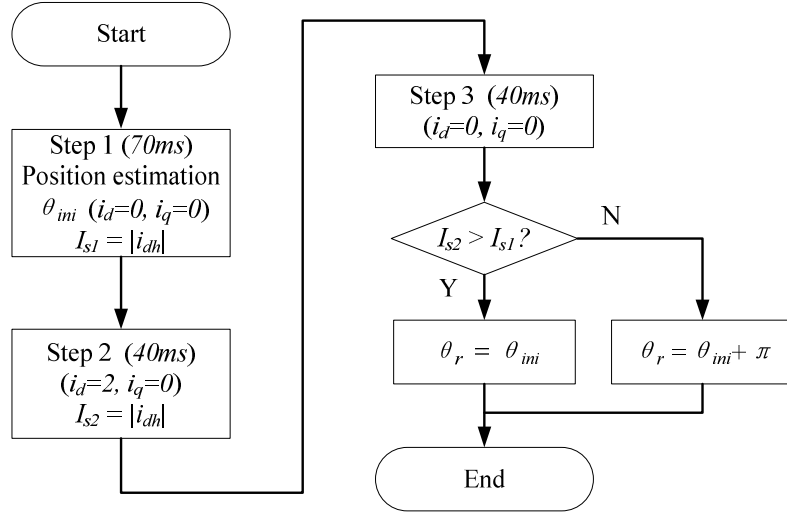 Start
Step 1 (70ms)
Position estimation
θini (id=0, iq=0)
Is1 = |idh|
Step 2 (40ms)
(id=2, iq=0)
Is2 = |idh|
Step 3 (40ms)
(id=0, iq=0)
Is2 > Is1?
N
Y
θr = θini
θr = θini + π
End